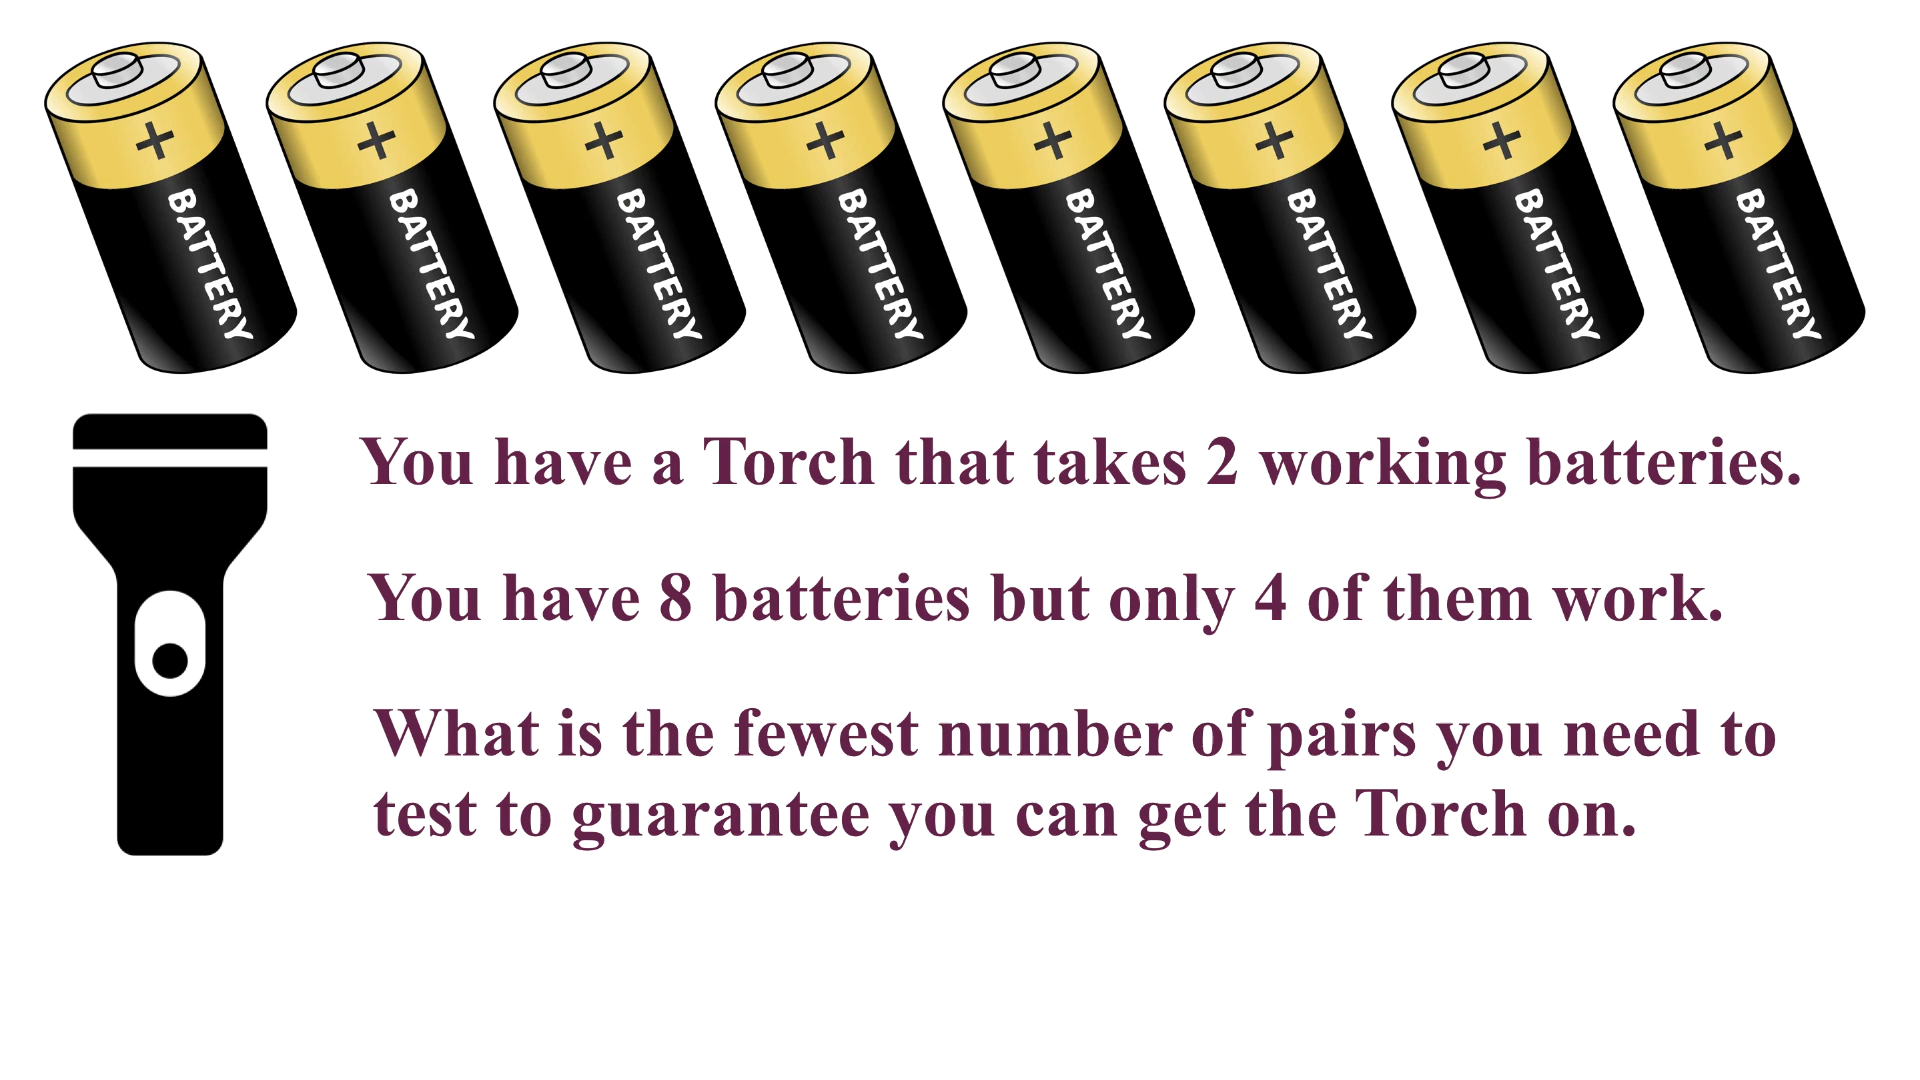 + + + + + + + +
BATTERY BATTERY BATTERY BATTERY BATTERY BATTERY BATTERY BATTERY
You have a Torch that takes 2 working batteries.
You have 8 batteries but only 4 of them work.
What is the fewest number of pairs you need to
test to guarantee you can get the Torch on.